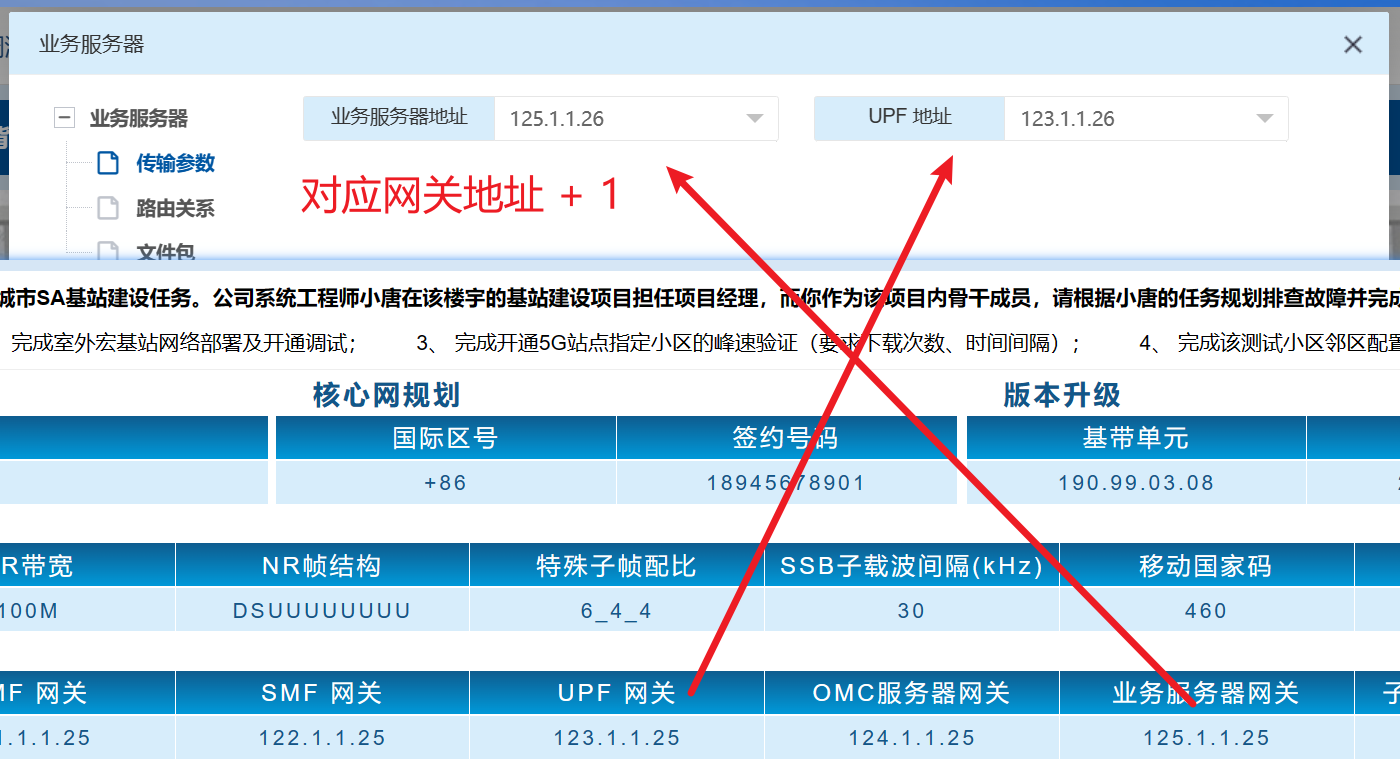 业务服务器
业务服务器
传输参数
路由关系
文件包
业务服务器地址 125.1.1.26 UPF 地址 123.1.1.26
对应网关地址 + 1
城市SA基站建设任务。公司系统工程师小唐在该楼宇的基站建设项目担任项目经理，而你作为该项目内骨干成员，请根据小唐的任务规划排查故障并完成
完成室外宏基站网络部署及开通调试； 3、 完成开通5G站点指定小区的峰速验证（要求下载次数、时间间隔）； 4、 完成该测试小区邻区配置
核心网规划 版本升级
国际区号 签约号码 基带单元
+86 18945678901 190.99.03.08
R带宽 NR帧结构 特殊子帧配比 SSB子载波间隔(kHz) 移动国家码
100M DSUUUUUUUU 6_4_4 30 460
MF 网关 SMF 网关 UPF 网关 OMC服务器网关 业务服务器网关 子
1.1.1.25 122.1.1.25 123.1.1.25 124.1.1.25 125.1.1.25